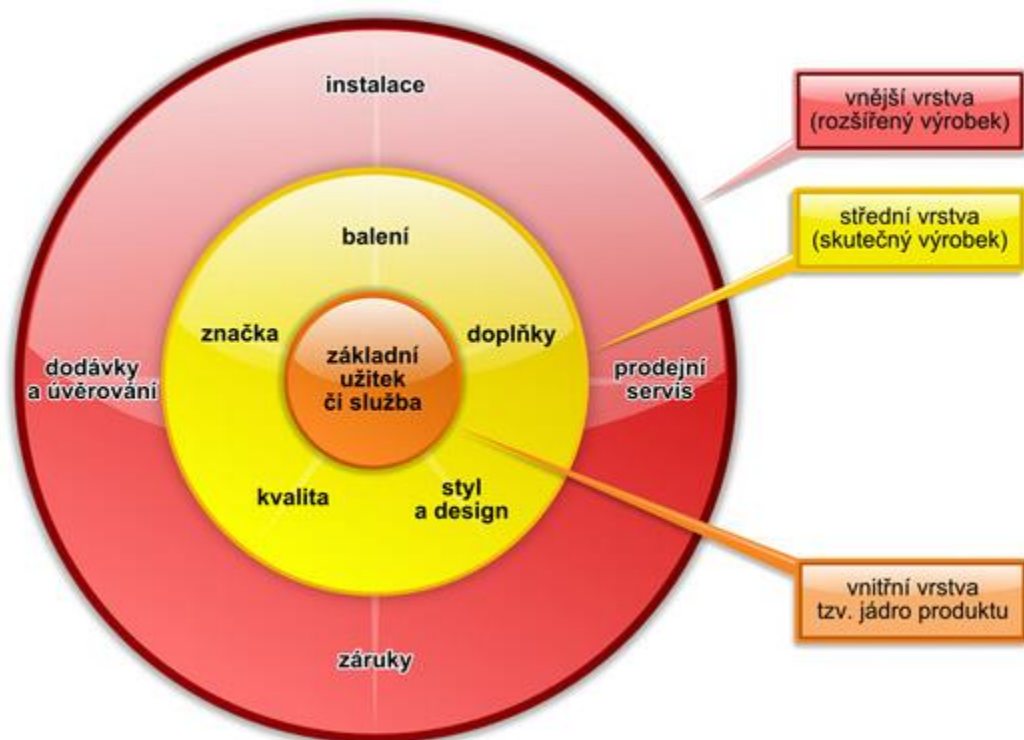 instalace
vnější vrstva
(rozšířený výrobek)
střední vrstva
(skutečný výrobek)
balení
značka
doplňky
základní
užitek
či služba
dodávky
a úvěrování
prodejní
servis
kvalita
styl
a design
vnitřní vrstva
tzv. jádro produktu
záruky